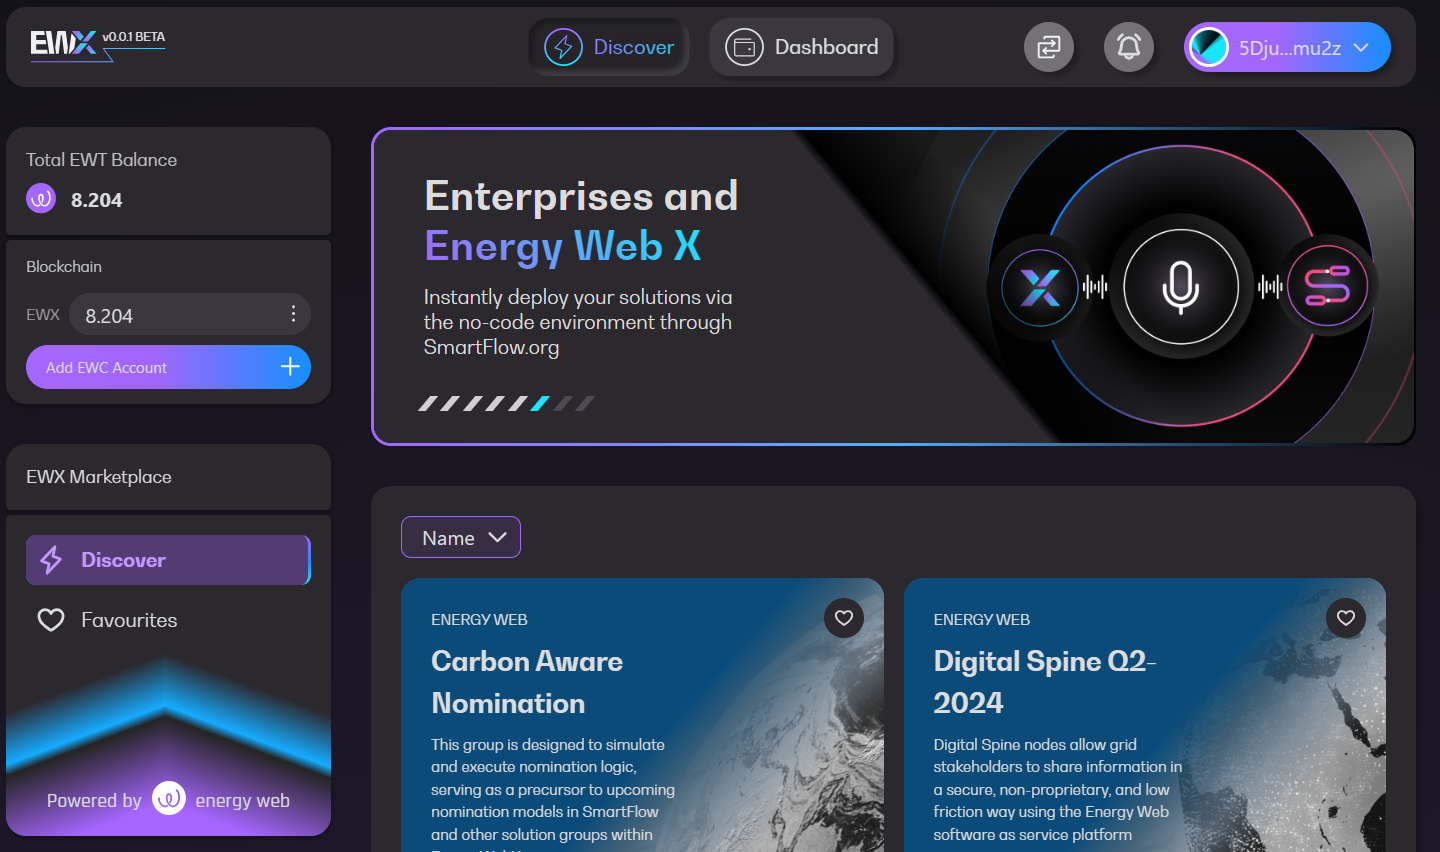 EWX v0.0.1 BETA
Discover
Dashboard
5Dju...mu2z
Total EWT Balance
8.204
Blockchain
EWX 8.204
Add EWC Account
EWX Marketplace
Discover
Favourites
Powered by energy web
Enterprises and
Energy Web X
Instantly deploy your solutions via
the no-code environment through
SmartFlow.org
Name
ENERGY WEB
Carbon Aware
Nomination
This group is designed to simulate
and execute nomination logic,
serving as a precursor to upcoming
nomination models in SmartFlow
and other solution groups within
ENERGY WEB
Digital Spine Q2-
2024
Digital Spine nodes allow grid
stakeholders to share information in
a secure, non-proprietary, and low
friction way using the Energy Web
software as service platform